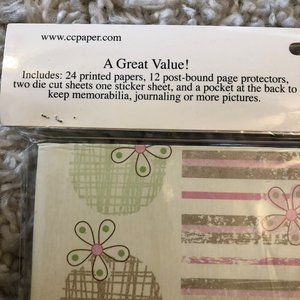 www.ccpaper.com
A Great Value!
Includes: 24 printed papers, 12 post-bound page protectors,
two die cut sheets one sticker sheet, and a pocket at the back to
keep memorabilia, journaling or more pictures.